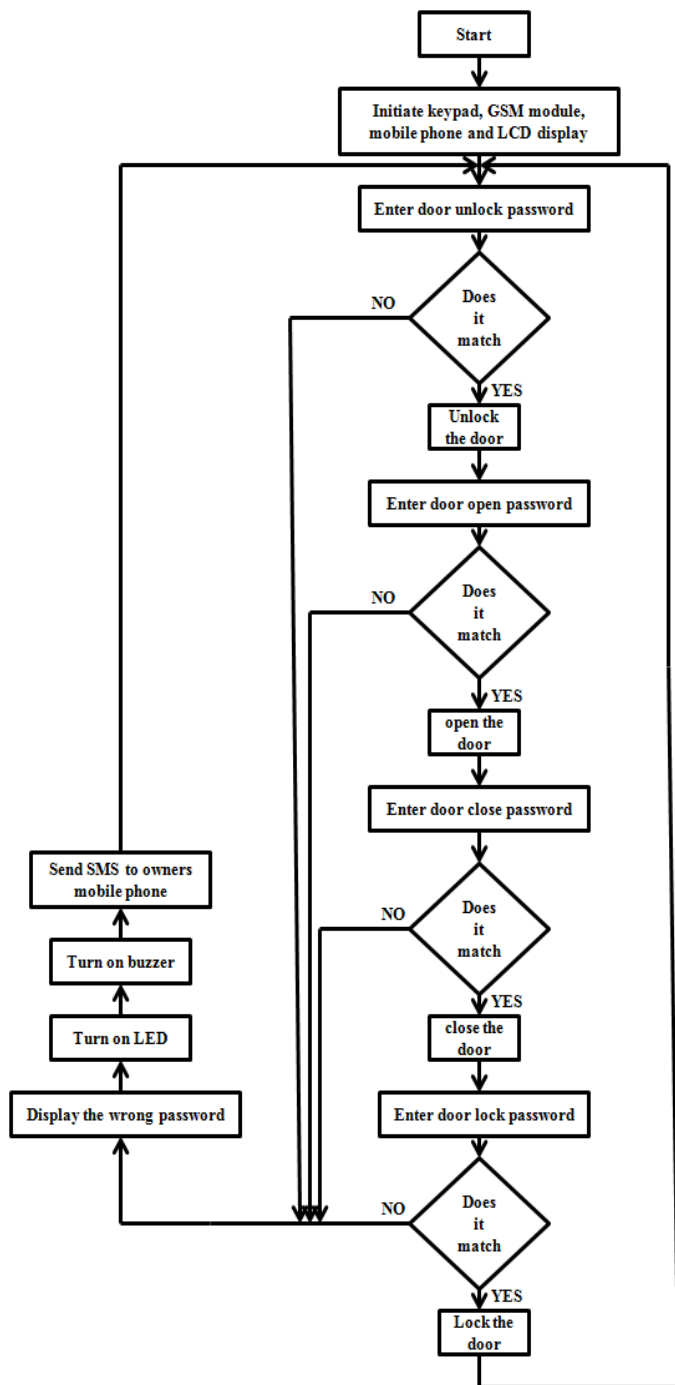 Start
Initiate keypad, GSM module,
mobile phone and LCD display
Enter door unlock password
Does
it
match
NO
YES
Unlock
the door
Enter door open password
Does
it
match
NO
YES
open the
door
Enter door close password
Does
it
match
NO
YES
close the
door
Enter door lock password
Does
it
match
NO
YES
Lock the
door
Display the wrong password
Turn on LED
Turn on buzzer
Send SMS to owners
mobile phone